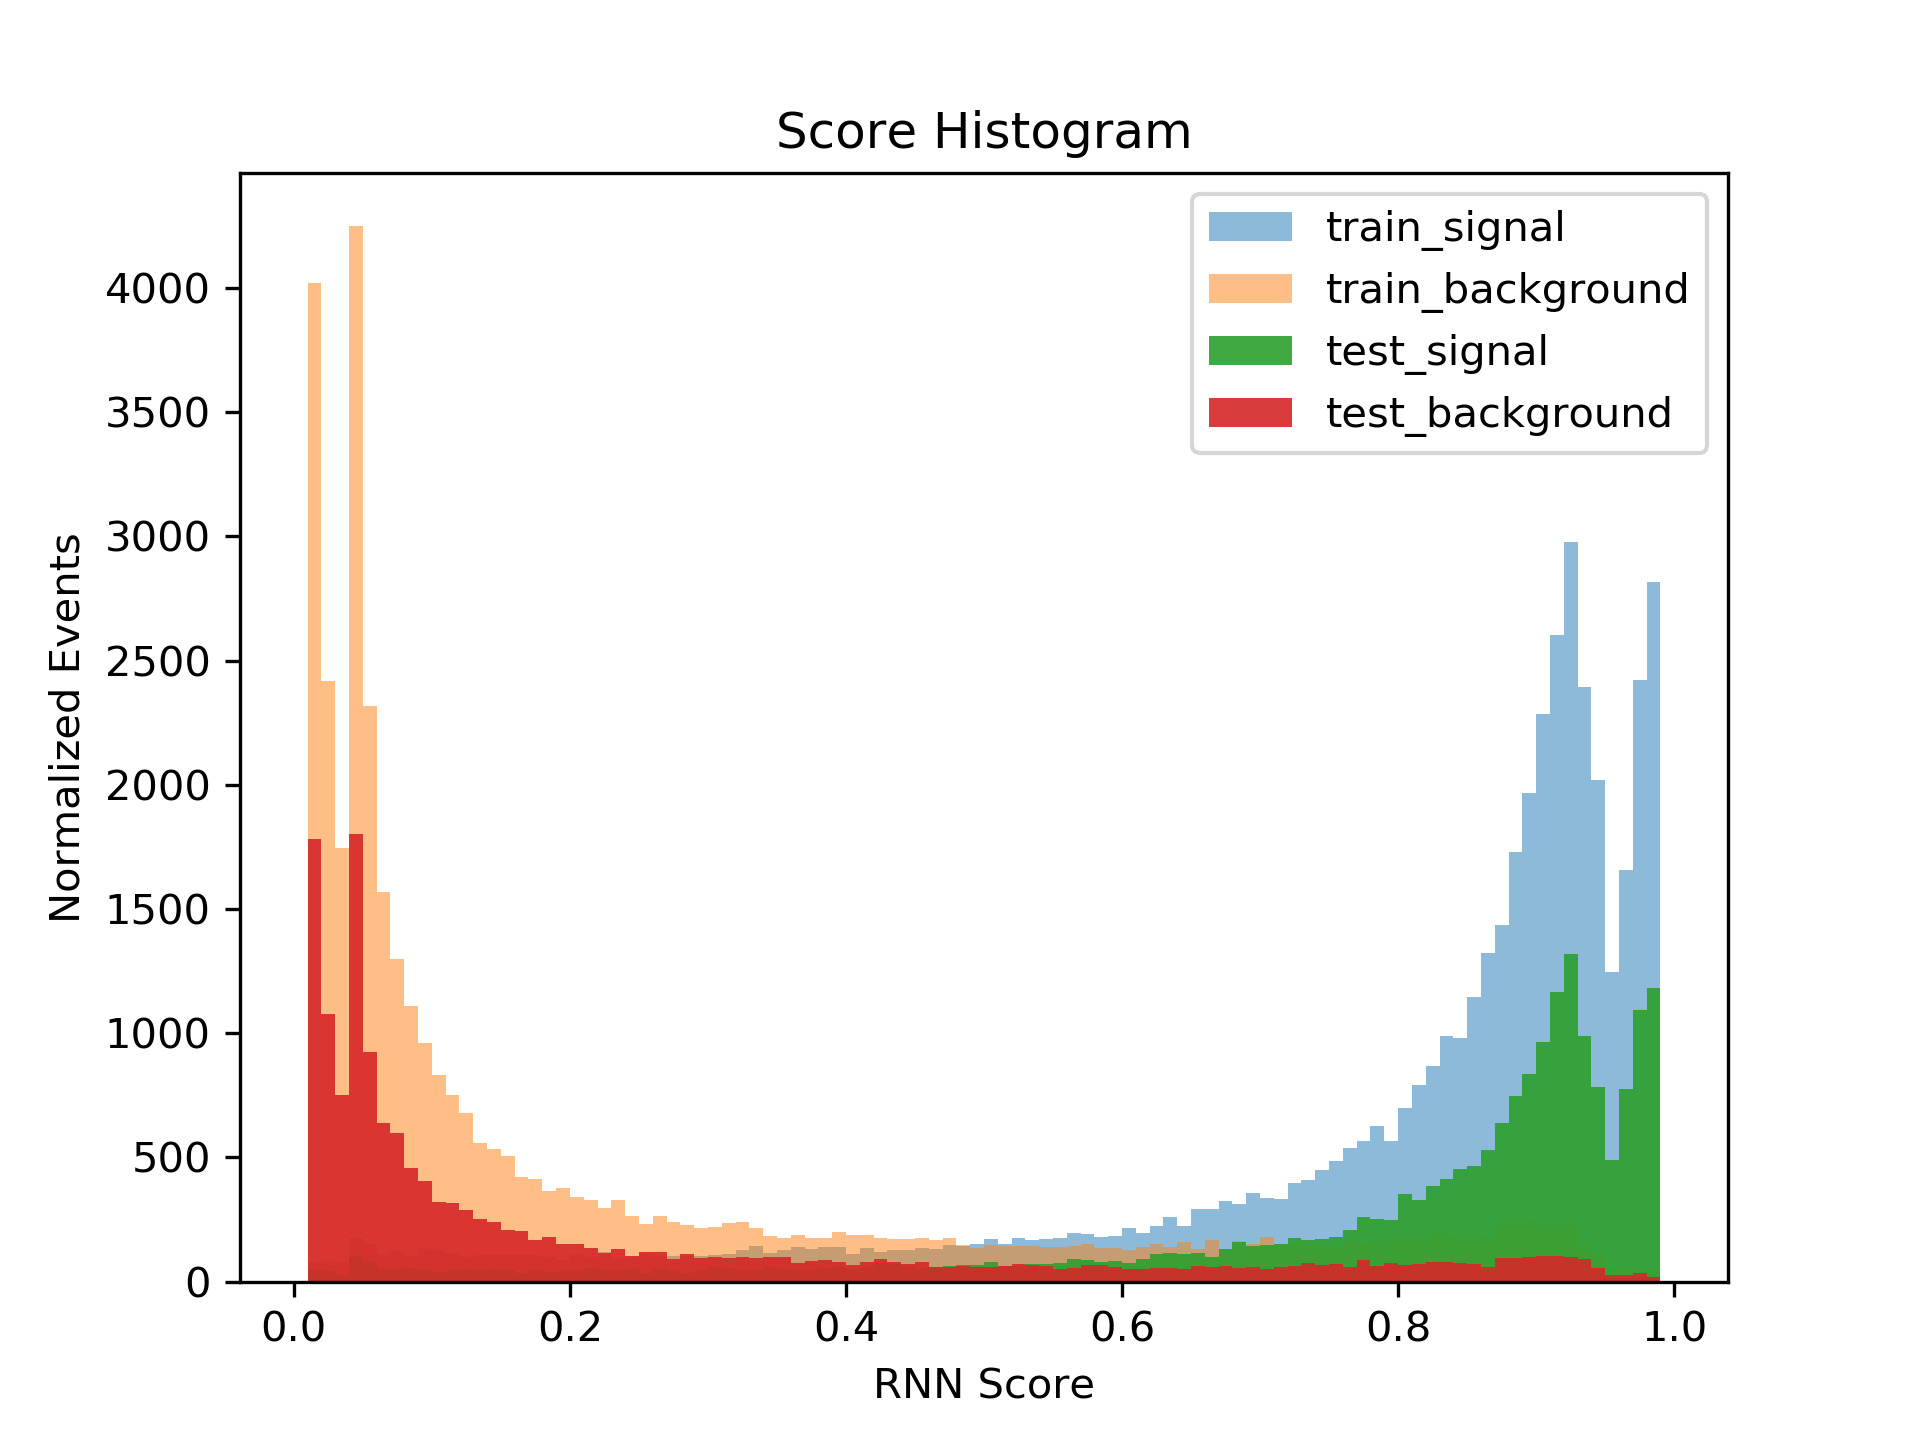 Score Histogram
train_signal
train_background
test_signal
test_background
Normalized Events
4000
3500
3000
2500
2000
1500
1000
500
0
0.0 0.2 0.4 0.6 0.8 1.0
RNN Score